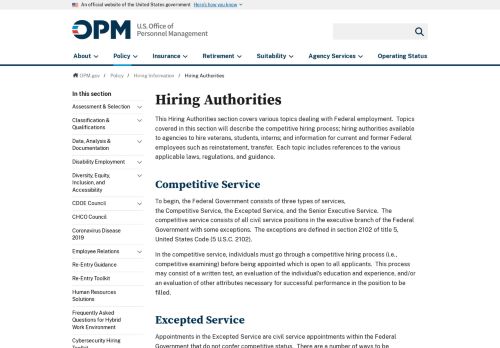 An official website of the United States government Here's how you know
OPM U.S. Office of
Personnel Management
About Policy Insurance Retirement Suitability Agency Services Operating Status
OPM.gov / Policy / Hiring Information / Hiring Authorities
In this section
Assessment & Selection
Classification &
Qualifications
Data, Analysis &
Documentation
Disability Employment
Diversity, Equity,
Inclusion, and
Accessibility
CDOE Council
CHCO Council
Coronavirus Disease
2019
Employee Relations
Re-Entry Guidance
Re-Entry Toolkit
Human Resources
Solutions
Frequently Asked
Questions for Hybrid
Work Environment
Cybersecurity Hiring
Hiring Authorities
This Hiring Authorities section covers various topics dealing with Federal employment. Topics
covered in this section will describe the competitive hiring process; hiring authorities available
to agencies to hire veterans, students, interns; and information for current and former Federal
employees such as reinstatement, transfer. Each topic includes references to the various
applicable laws, regulations, and guidance.
Competitive Service
To begin, the Federal Government consists of three types of services,
the Competitive Service, the Excepted Service, and the Senior Executive Service. The
competitive service consists of all civil service positions in the executive branch of the Federal
Government with some exceptions. The exceptions are defined in section 2102 of title 5,
United States Code (5 U.S.C. 2102).
In the competitive service, individuals must go through a competitive hiring process (i.e.,
competitive examining) before being appointed which is open to all applicants. This process
may consist of a written test, an evaluation of the individual's education and experience, and/or
an evaluation of other attributes necessary for successful performance in the position to be
filled.
Excepted Service
Appointments in the Excepted Service are civil service appointments within the Federal
Government that do not confer competitive status. There are a number of ways to be